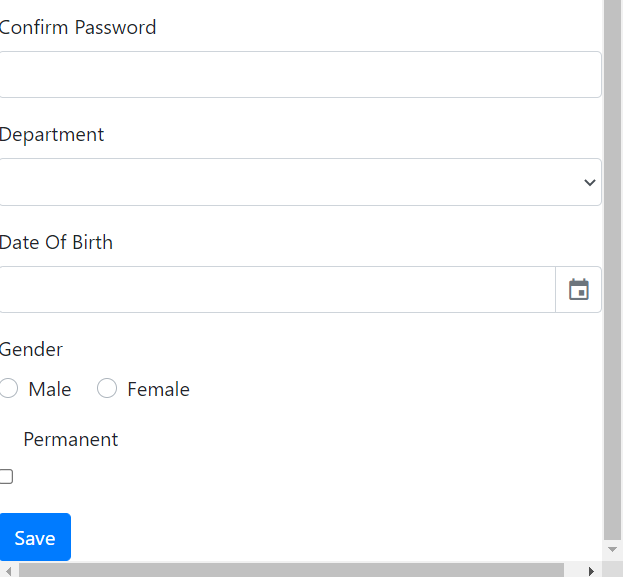 Confirm Password
Department
Date Of Birth
Gender
Male Female
Permanent
Save